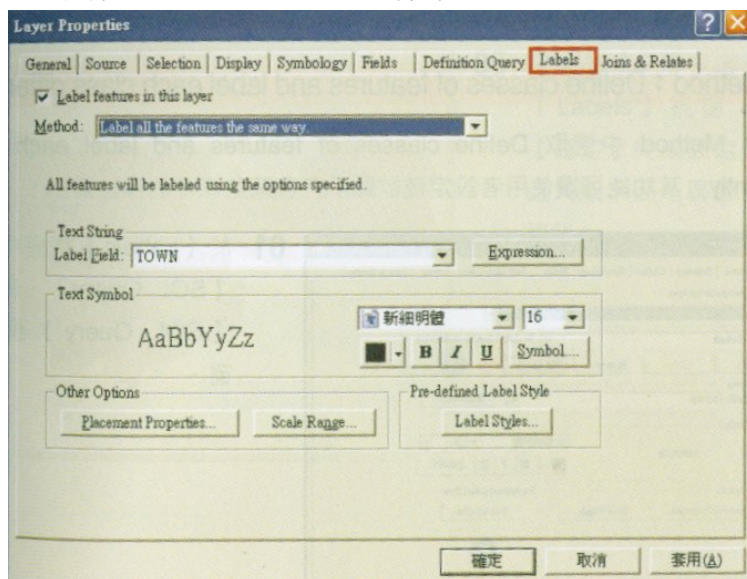 Layer Properties
General Source Selection Display Symbology Fields Definition Query Labels Joins & Relates
Label features in this layer
Method: Label all the features the same way.
All features will be labeled using the options specified.
Text String
Label Field: TOWN Expression...
Text Symbol
AaBbYyZz
新細明體 16
B I U Symbol...
Other Options
Placement Properties... Scale Range...
Pre-defined Label Style
Label Styles...
確定 取消 套用(A)